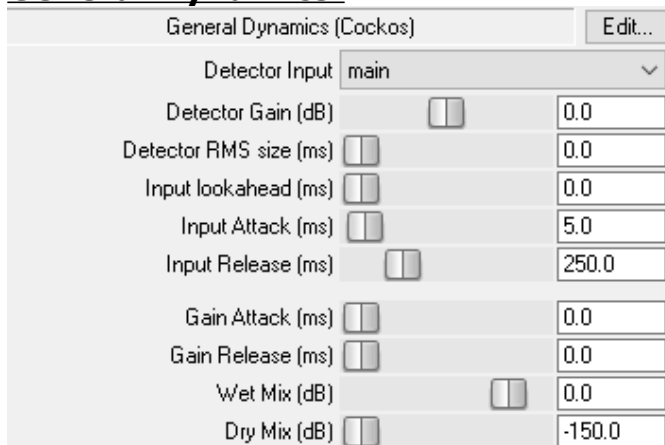 General Dynamics (Cockos) Edit...
Detector Input main
Detector Gain (dB) 0.0
Detector RMS size (ms) 0.0
Input lookahead (ms) 0.0
Input Attack (ms) 5.0
Input Release (ms) 250.0
Gain Attack (ms) 0.0
Gain Release (ms) 0.0
Wet Mix (dB) 0.0
Dry Mix (dB) -150.0